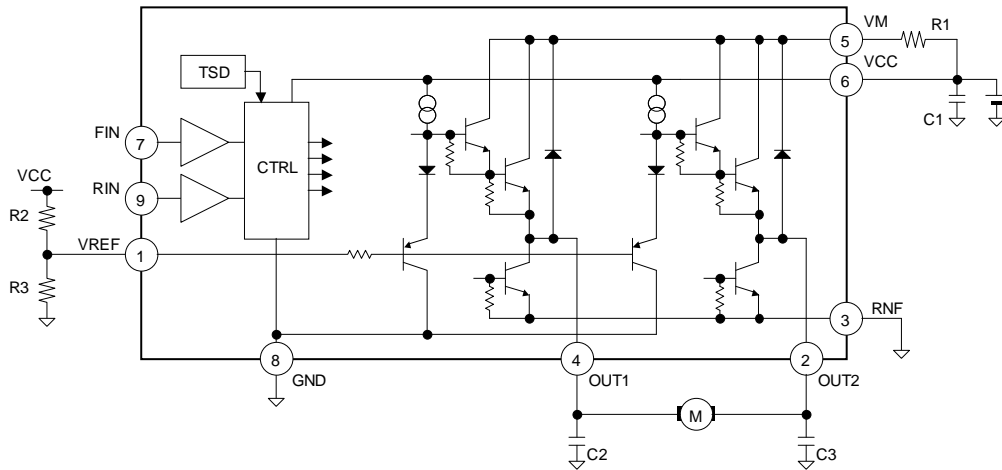 VM
R1
5
VCC
TSD
6
C1
FIN
7
CTRL
VCC
RIN
9
R2
VREF
1
R3
RNF
3
8
4
2
GND
OUT1
OUT2
M
C2
C3